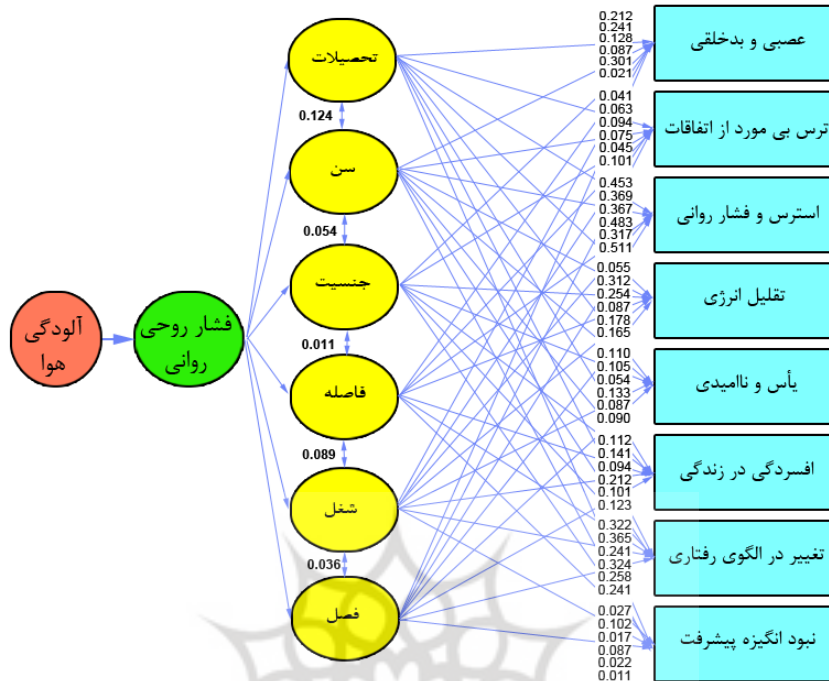 آلودگی
هوا
فشار روحی
روانی
تحصیلات
0.124
سن
0.054
جنسیت
0.011
فاصله
0.089
شغل
0.036
فصل
0.212
0.241
0.128
0.087
0.301
0.021
عصبی و بدخلقی
0.041
0.063
0.094
0.075
0.045
0.101
ترس بی مورد از اتفاقات
0.453
0.369
0.367
0.483
0.317
0.511
استرس و فشار روانی
0.055
0.312
0.254
0.087
0.178
0.165
تقلیل انرژی
0.110
0.105
0.054
0.133
0.087
0.090
یأس و ناامیدی
0.112
0.141
0.094
0.212
0.101
0.123
افسردگی در زندگی
0.322
0.365
0.241
0.324
0.258
0.241
تغییر در الگوی رفتاری
0.027
0.102
0.017
0.087
0.022
0.011
نبود انگیزه پیشرفت